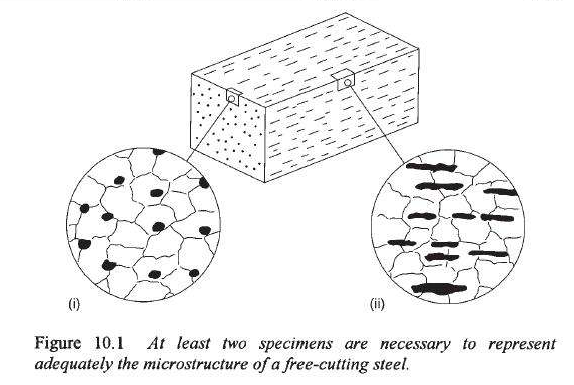 (i)
(ii)
Figure 10.1 At least two specimens are necessary to represent
adequately the microstructure of a free-cutting steel.